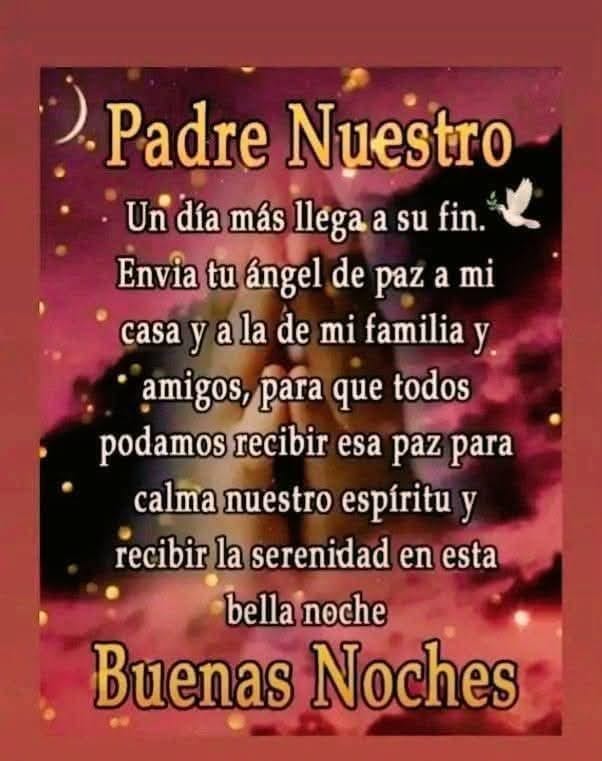 Padre Nuestro
Un día más llega a su fin.
Envia tu ángel de paz a mi
casa y a la de mi familia y
amigos, para que todos
podamos recibir esa paz para
calma nuestro espíritu y
recibir la serenidad en esta
bella noche
Buenas Noches